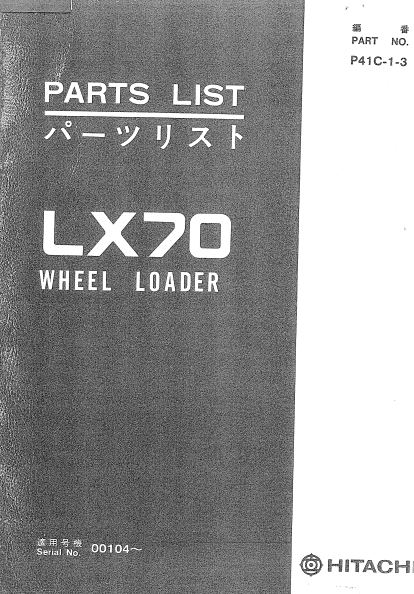 編 番
PART NO.
P41C-1-3
PARTS LIST
パーツリスト
LX70
WHEEL LOADER
適用号機
Serial No. 00104～
HITACHI